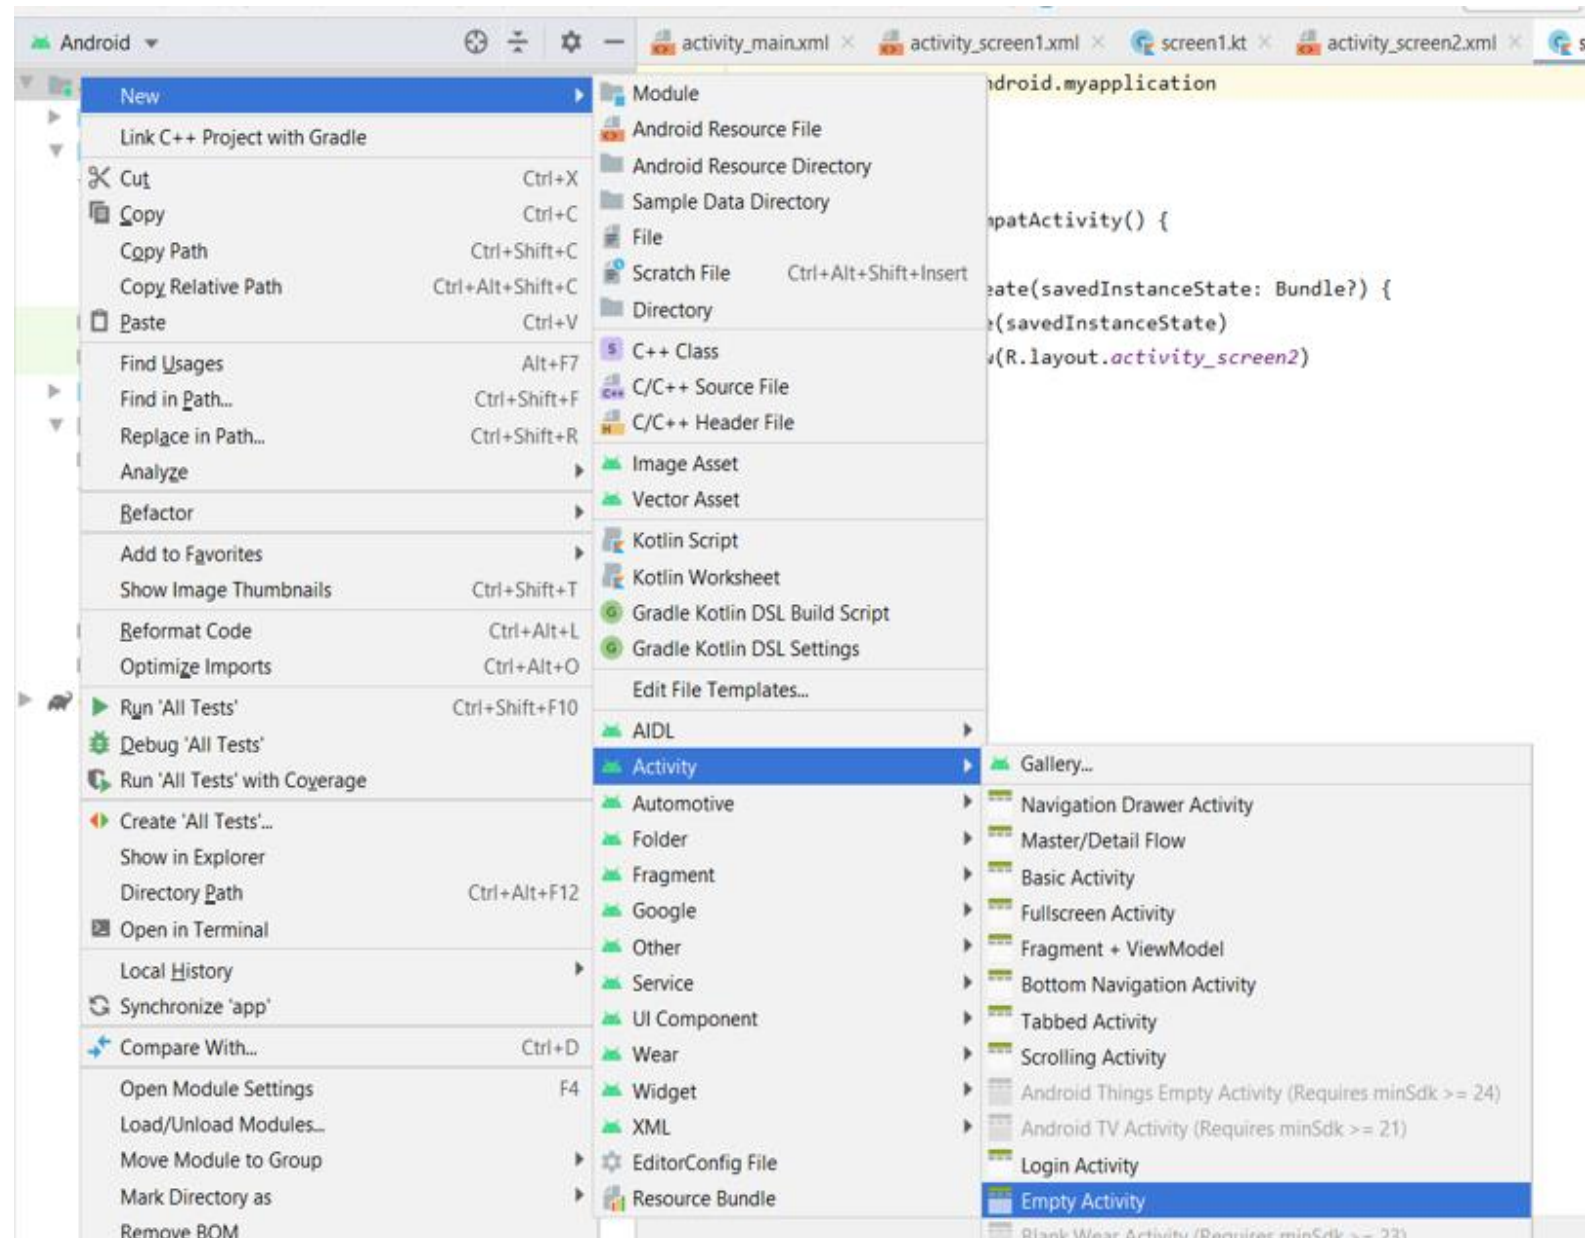 Android
activity_main.xml
activity_screen1.xml
screen1.kt
activity_screen2.xml
New
Link C++ Project with Gradle
Cut Ctrl+X
Copy Ctrl+C
Copy Path Ctrl+Shift+C
Copy Relative Path Ctrl+Alt+Shift+C
Paste Ctrl+V
Find Usages Alt+F7
Find in Path... Ctrl+Shift+F
Replace in Path... Ctrl+Shift+R
Analyze
Refactor
Add to Favorites
Show Image Thumbnails Ctrl+Shift+T
Reformat Code Ctrl+Alt+L
Optimize Imports Ctrl+Alt+O
Run 'All Tests' Ctrl+Shift+F10
Debug 'All Tests'
Run 'All Tests' with Coverage
Create 'All Tests'...
Show in Explorer
Directory Path Ctrl+Alt+F12
Open in Terminal
Local History
Synchronize 'app'
Compare With... Ctrl+D
Open Module Settings F4
Load/Unload Modules...
Move Module to Group
Mark Directory as
Remove BOM
Module
Android Resource File
Android Resource Directory
Sample Data Directory
File
Scratch File Ctrl+Alt+Shift+Insert
Directory
C++ Class
C/C++ Source File
C/C++ Header File
Image Asset
Vector Asset
Kotlin Script
Kotlin Worksheet
Gradle Kotlin DSL Build Script
Gradle Kotlin DSL Settings
Edit File Templates...
AIDL
Activity
Automotive
Folder
Fragment
Google
Other
Service
UI Component
Wear
Widget
XML
EditorConfig File
Resource Bundle
ndroid.myapplication
mpatActivity() {
eate(savedInstanceState: Bundle?) {
e(savedInstanceState)
w(R.layout.activity_screen2)
Gallery...
Navigation Drawer Activity
Master/Detail Flow
Basic Activity
Fullscreen Activity
Fragment + ViewModel
Bottom Navigation Activity
Tabbed Activity
Scrolling Activity
Android Things Empty Activity (Requires minSdk >= 24)
Android TV Activity (Requires minSdk >= 21)
Login Activity
Empty Activity
Blank Wear Activity (Requires minSdk >= 23)